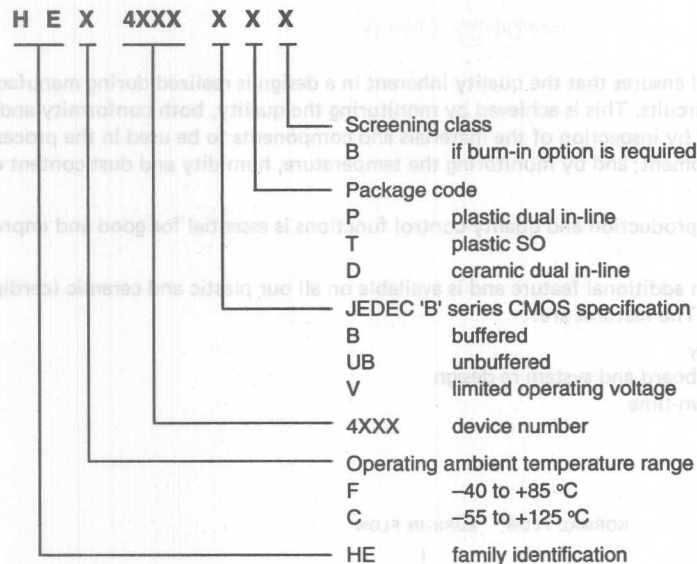 H E X 4XXX X X X
Screening class
B if burn-in option is required
Package code
P plastic dual in-line
T plastic SO
D ceramic dual in-line
JEDEC 'B' series CMOS specification
B buffered
UB unbuffered
V limited operating voltage
4XXX device number
Operating ambient temperature range
F –40 to +85 ºC
C –55 to +125 ºC
HE family identification